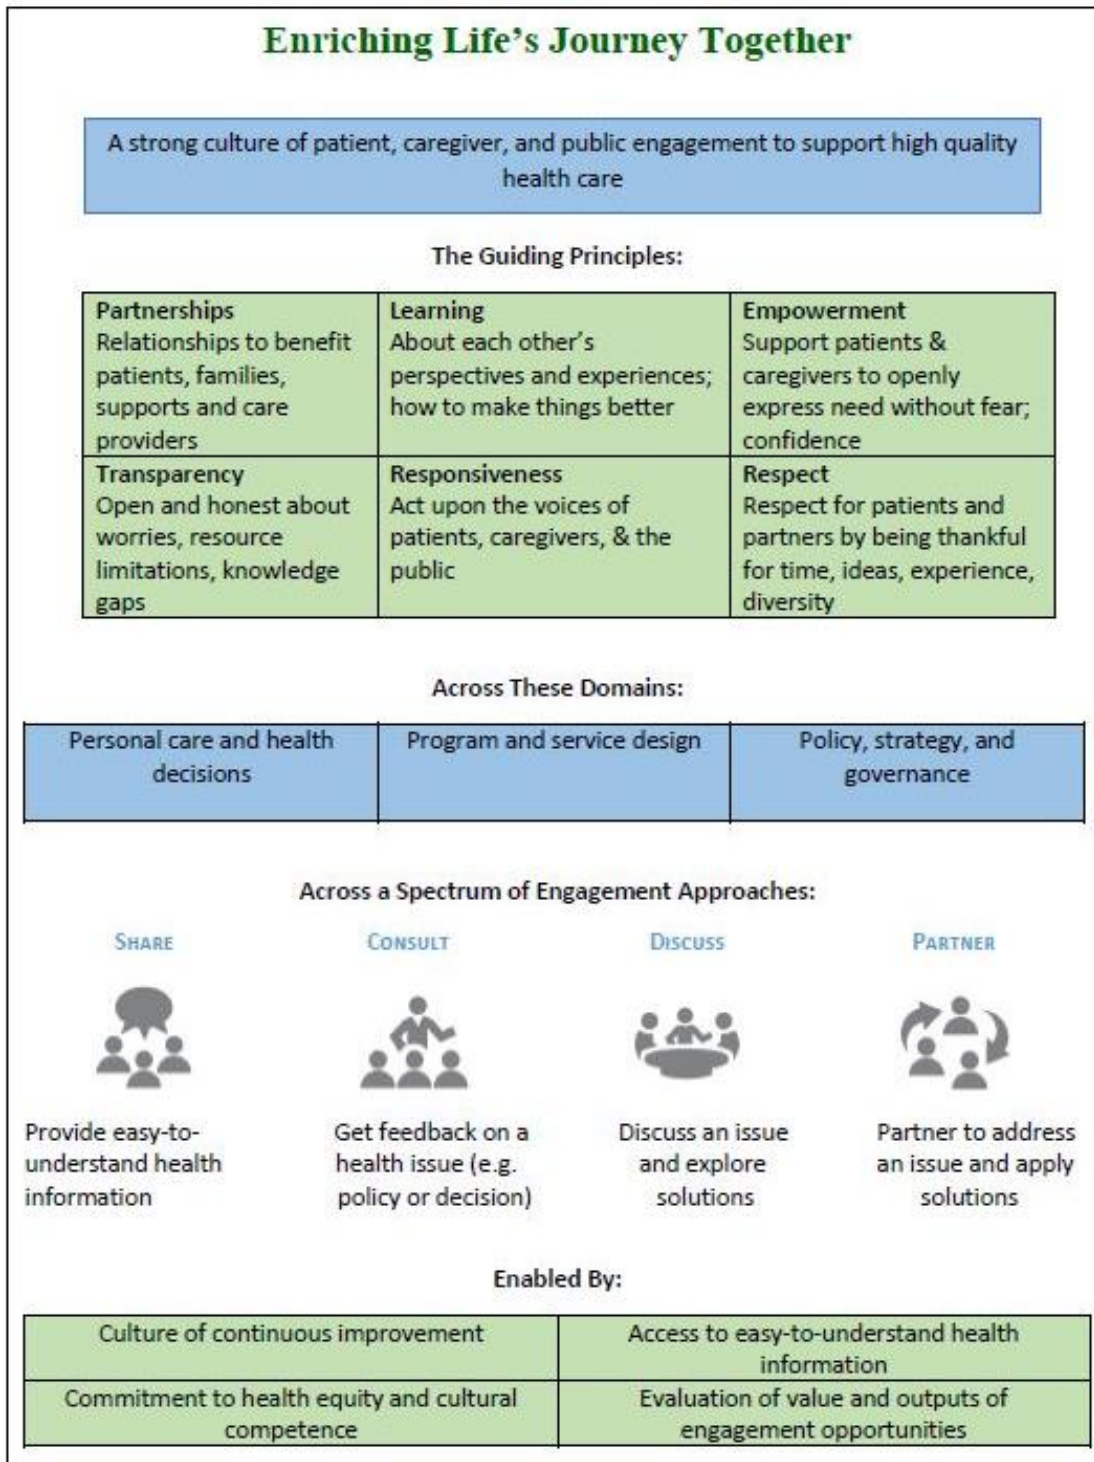 Enriching Life's Journey Together
A strong culture of patient, caregiver, and public engagement to support high quality
health care
The Guiding Principles:
Partnerships
Relationships to benefit
patients, families,
supports and care
providers
Learning
About each other's
perspectives and experiences;
how to make things better
Empowerment
Support patients &
caregivers to openly
express need without fear;
confidence
Transparency
Open and honest about
worries, resource
limitations, knowledge
gaps
Responsiveness
Act upon the voices of
patients, caregivers, & the
public
Respect
Respect for patients and
partners by being thankful
for time, ideas, experience,
diversity
Across These Domains:
Personal care and health
decisions
Program and service design
Policy, strategy, and
governance
Across a Spectrum of Engagement Approaches:
SHARE
CONSULT
DISCUSS
PARTNER
Provide easy-to-
understand health
information
Get feedback on a
health issue (e.g.
policy or decision)
Discuss an issue
and explore
solutions
Partner to address
an issue and apply
solutions
Enabled By:
Culture of continuous improvement
Access to easy-to-understand health
information
Commitment to health equity and cultural
competence
Evaluation of value and outputs of
engagement opportunities